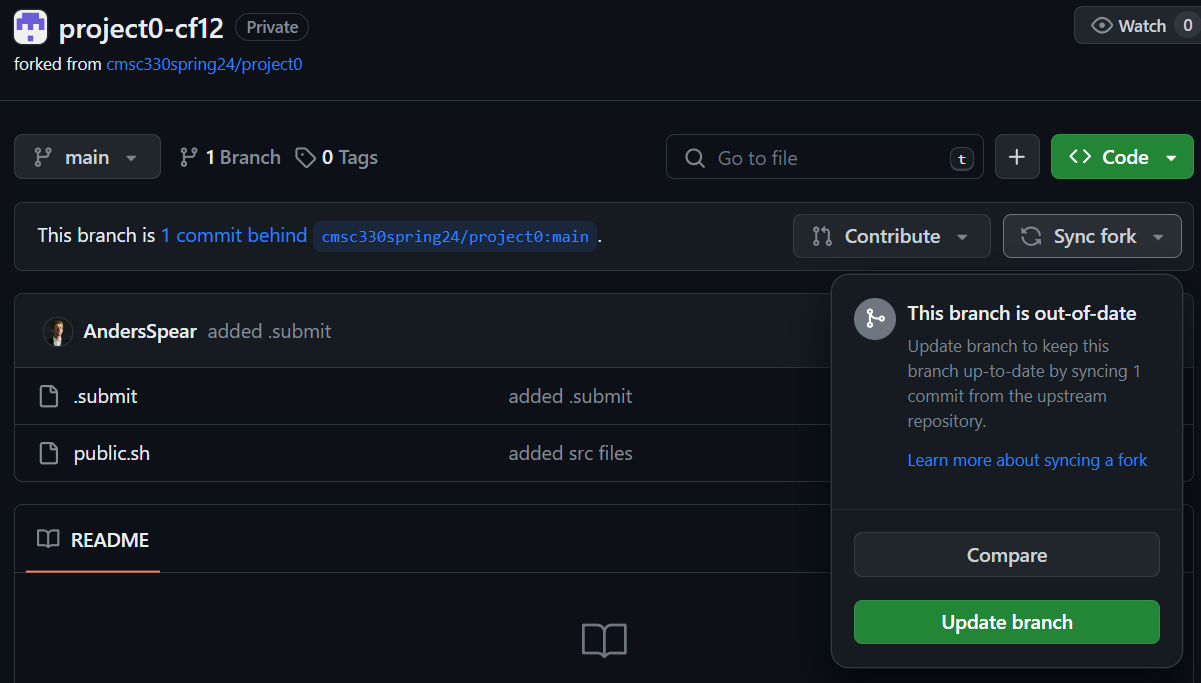 project0-cf12 Private Watch 0
forked from cmsc330spring24/project0
main 1 Branch 0 Tags Go to file t Code
This branch is 1 commit behind cmsc330spring24/project0:main . Contribute Sync fork
AndersSpear added .submit
.submit added .submit
public.sh added src files
README
This branch is out-of-date
Update branch to keep this
branch up-to-date by syncing 1
commit from the upstream
repository.
Learn more about syncing a fork
Compare
Update branch